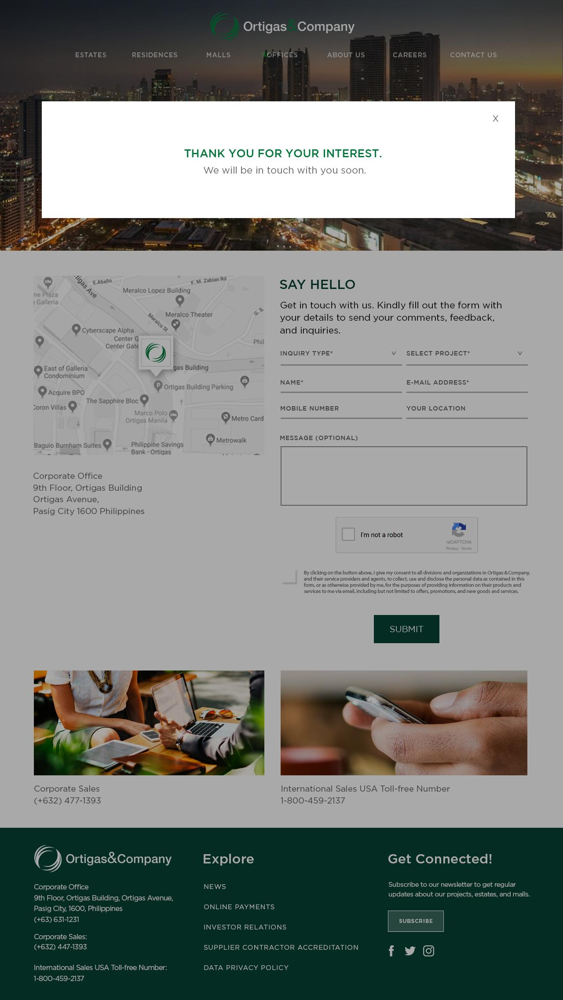 Ortigas&Company
ESTATES RESIDENCES MALLS OFFICES ABOUT US CAREERS CONTACT US
X
THANK YOU FOR YOUR INTEREST.
We will be in touch with you soon.
E.Abello
F. M. Zablan Rd
Meralco Lopez Building
ne Plaza
Galleria
Meralco Theater
G. S.
Meralco St
Cyberscape Alpha
Center G
Center Gate
Phil
gas Building
East of Galleria
Condominium
Ortigas Building Parking
Acquire BPO
The Sapphire Bloc
Coron Villas
Marco Polo
Ortigas Manila
Metro Card
Metrowalk
Baguio Burnham Suites
Philippine Savings
Bank - Ortigas
Corporate Office
9th Floor, Ortigas Building
Ortigas Avenue,
Pasig City 1600 Philippines
SAY HELLO
Get in touch with us. Kindly fill out the form with
your details to send your comments, feedback,
and inquiries.
INQUIRY TYPE* V SELECT PROJECT* V
NAME* E-MAIL ADDRESS*
MOBILE NUMBER YOUR LOCATION
MESSAGE (OPTIONAL)
I'm not a robot
reCAPTCHA
Privacy - Terms
By clicking on the button above, I give my consent to all divisions and organizations in Ortigas & Company,
and their service providers and agents, to collect, use and disclose the personal data as contained in this
form, or as otherwise provided by me, for the purposes of providing information on their products and
services to me via email, including but not limited to offers, promotions, and new goods and services.
SUBMIT
Corporate Sales
(+632) 477-1393
International Sales USA Toll-free Number
1-800-459-2137
Ortigas&Company
Corporate Office
9th Floor, Ortigas Building, Ortigas Avenue,
Pasig City, 1600, Philippines
(+63) 631-1231
Corporate Sales:
(+632) 447-1393
International Sales USA Toll-free Number:
1-800-459-2137
Explore
NEWS
ONLINE PAYMENTS
INVESTOR RELATIONS
SUPPLIER CONTRACTOR ACCREDITATION
DATA PRIVACY POLICY
Get Connected!
Subscribe to our newsletter to get regular
updates about our projects, estates, and malls.
SUBSCRIBE